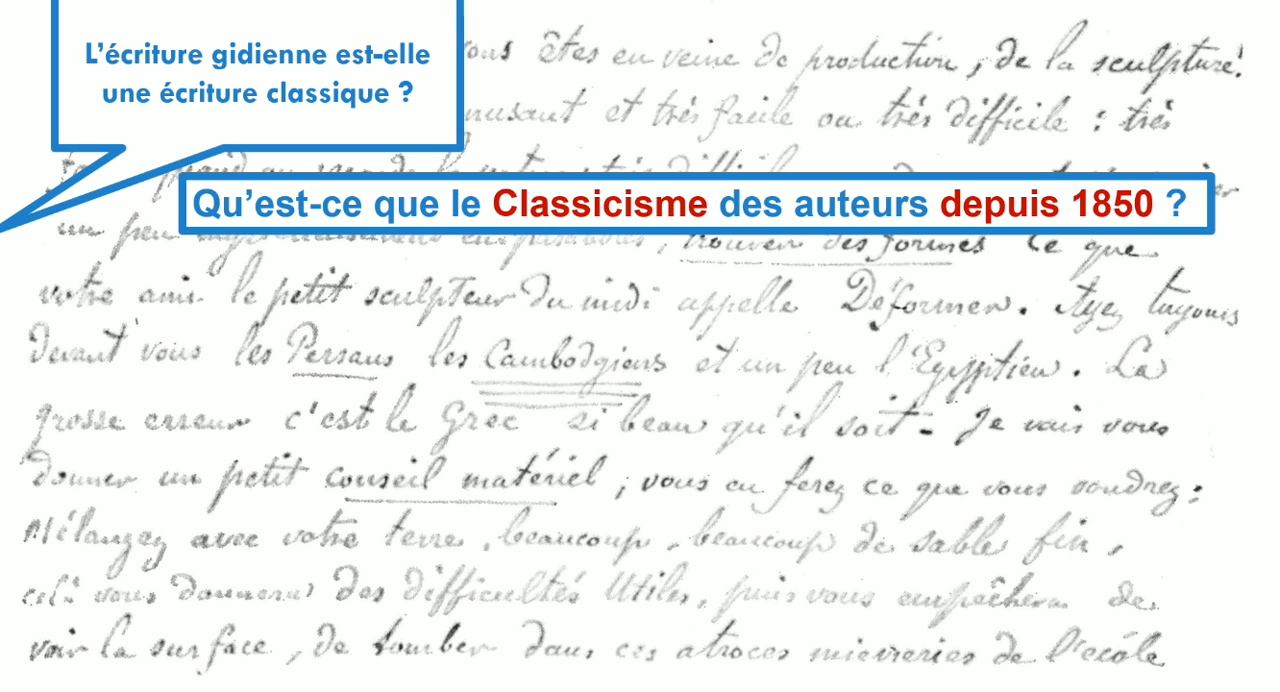 L'écriture gidienne est-elle
une écriture classique ?
vous êtes en veine de production, de la sculpture.
et très facile ou très difficile : très
Qu'est-ce que le Classicisme des auteurs depuis 1850 ?
un peu trouver des formes Ce que
votre ami le petit sculpteur du midi appelle Déformer. Ayez toujours
devant vous les Persans les Cambodgiens et un peu l'Egyptien. La
grosse erreur c'est le Grec si beau qu'il soit - Je vais vous
donner un petit conseil matériel, vous en ferez ce que vous voudrez :
Mélangez avec votre terre, beaucoup, beaucoup de sable fin,
celà vous donnera des difficultés Utiles, puis vous empêchera de
voir la surface, de tomber dans ces atroces mièvreries de l'école